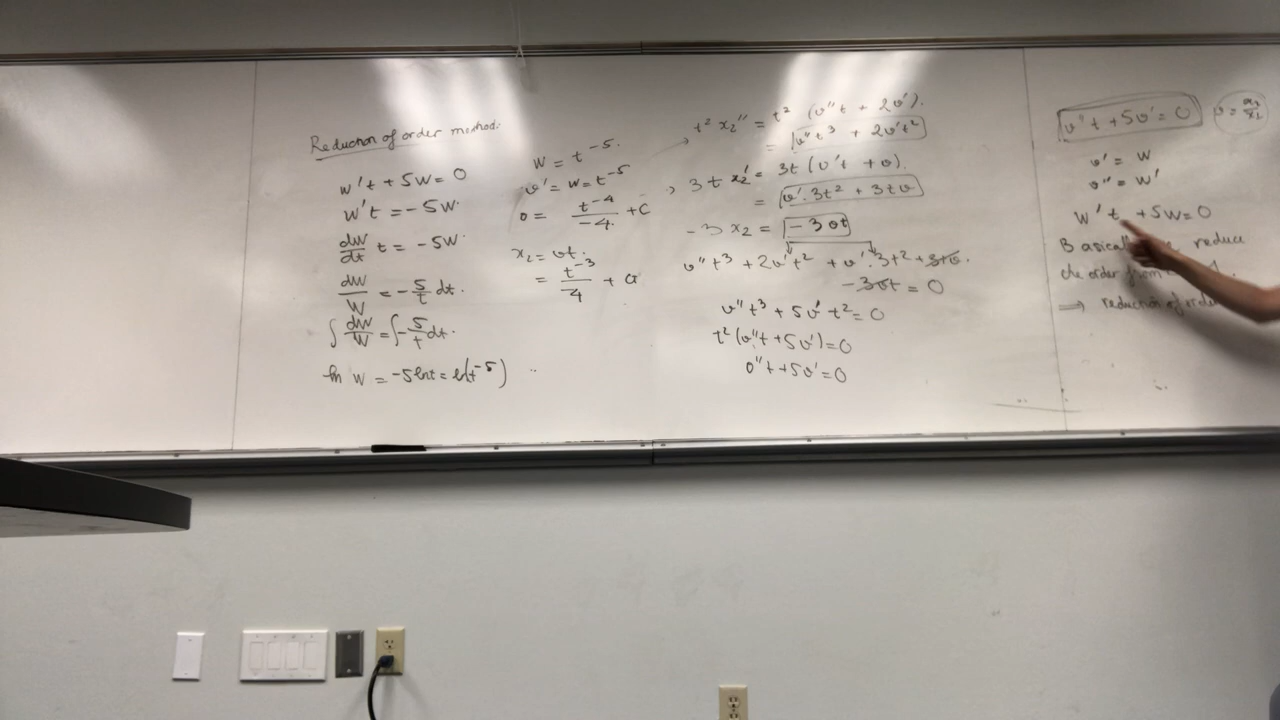 Reduction of order method:
w't + 5w = 0
w't = -5w.
dw/dt t = -5w.
dw/w = -5/t dt.
∫ dw/w = ∫ -5/t dt.
ln w = -5 ln t = ln(t^-5)
w = t^-5.
v' = w = t^-5
v = t^-4/-4 + C
x₂ = vt.
= t^-3/-4 + Ct
t² x₂'' = t² (v''t + 2v').
= v''t³ + 2v't²
3t x₂' = 3t (v't + v).
= v'.3t² + 3tv
-3 x₂ = -3vt
v''t³ + 2v't² + v'.3t² + 3tv.
-3vt = 0
v''t³ + 5v't² = 0
t²(v''t + 5v') = 0
v''t + 5v' = 0
v''t + 5v' = 0 v = x₂/x₁
v' = w
v'' = w'
w't + 5w = 0
reduce
the order from
⟹ reduction of order